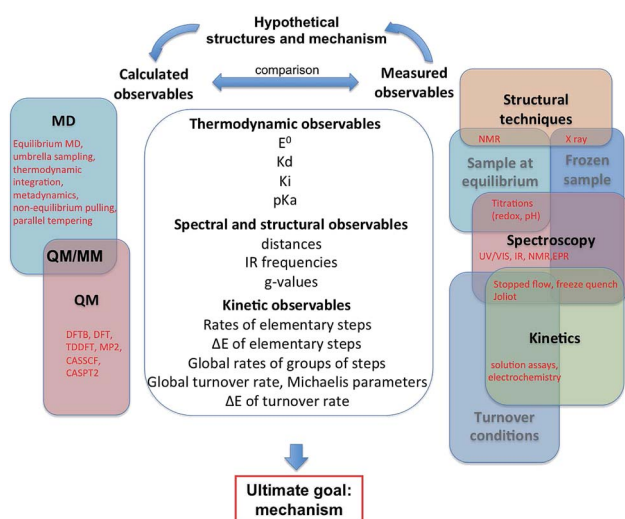 Hypothetical
structures and mechanism
Calculated
observables
comparison
Measured
observables
MD
Equilibrium MD,
umbrella sampling,
thermodynamic
integration,
metadynamics,
non-equilibrium pulling,
parallel tempering
QM/MM
QM
DFTB, DFT,
TDDFT, MP2,
CASSCF,
CASPT2
Thermodynamic observables
E⁰
Kd
Ki
pKa
Spectral and structural observables
distances
IR frequencies
g-values
Kinetic observables
Rates of elementary steps
ΔE of elementary steps
Global rates of groups of steps
Global turnover rate, Michaelis parameters
ΔE of turnover rate
Structural
techniques
NMR
X ray
Sample at
equilibrium
Frozen
sample
Titrations
(redox, pH)
Spectroscopy
UV/VIS, IR, NMR,EPR
Stopped flow, freeze quench
Joliot
Kinetics
solution assays,
electrochemistry
Turnover
conditions
Ultimate goal:
mechanism